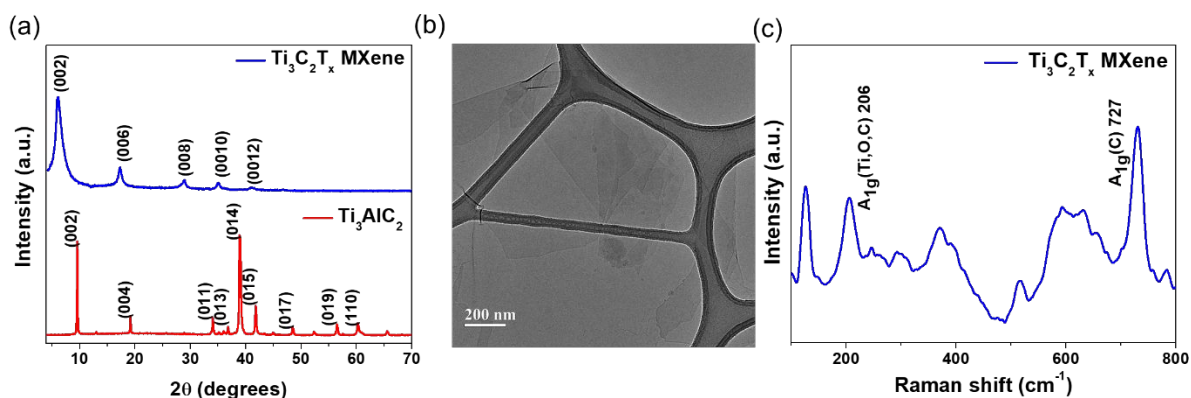 (a)
Ti₃C₂Tₓ MXene
(002)
(006)
(008)
(0010)
(0012)
Ti₃AlC₂
(002)
(004)
(011)
(013)
(014)
(015)
(017)
(019)
(110)
Intensity (a.u.)
10 20 30 40 50 60 70
2θ (degrees)
(b)
200 nm
(c)
Ti₃C₂Tₓ MXene
A₁g(Ti,O,C) 206
A₁g(C) 727
Intensity (a.u.)
200 400 600 800
Raman shift (cm⁻¹)